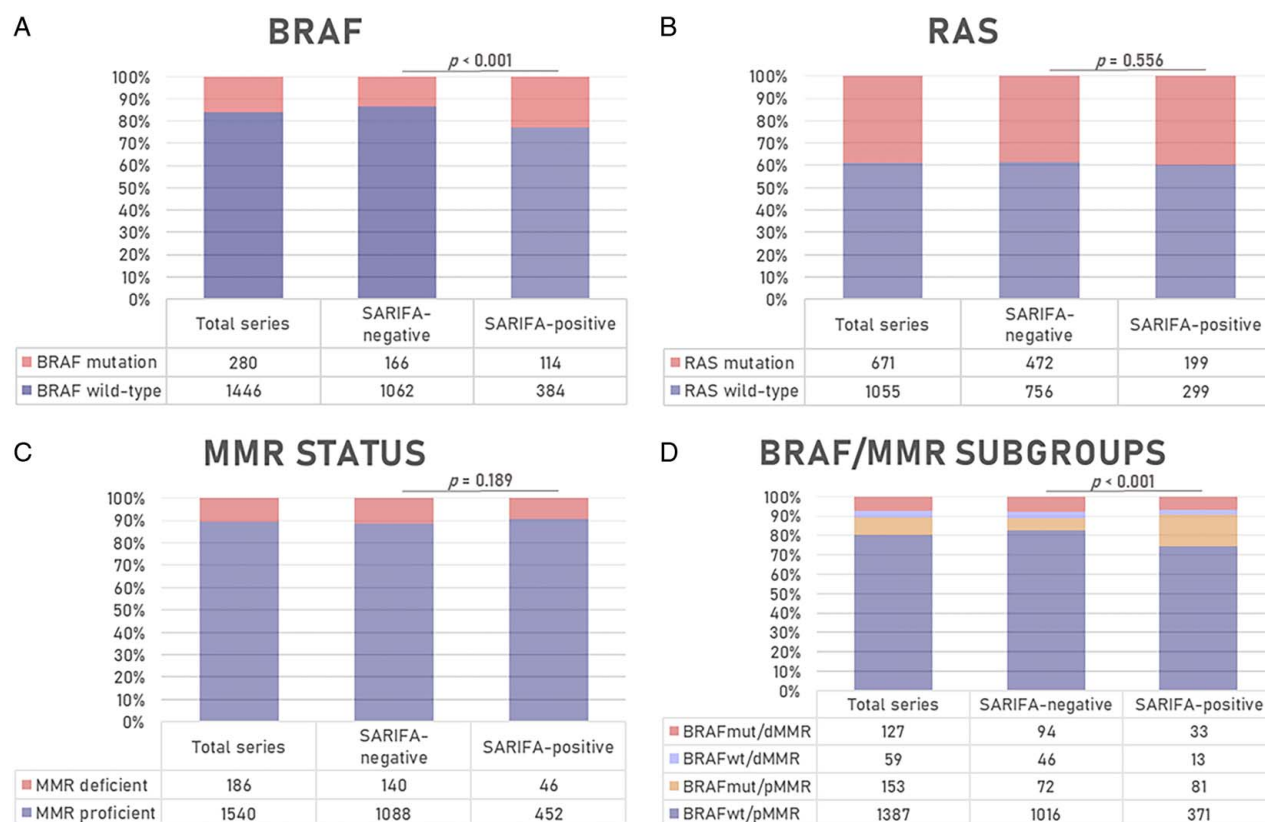 A
BRAF
p < 0.001
100%
90%
80%
70%
60%
50%
40%
30%
20%
10%
0%
Total series
SARIFA-
negative
SARIFA-positive
BRAF mutation 280 166 114
BRAF wild-type 1446 1062 384
B
RAS
p = 0.556
100%
90%
80%
70%
60%
50%
40%
30%
20%
10%
0%
Total series
SARIFA-
negative
SARIFA-positive
RAS mutation 671 472 199
RAS wild-type 1055 756 299
C
MMR STATUS
p = 0.189
100%
90%
80%
70%
60%
50%
40%
30%
20%
10%
0%
Total series
SARIFA-
negative
SARIFA-positive
MMR deficient 186 140 46
MMR proficient 1540 1088 452
D
BRAF/MMR SUBGROUPS
p < 0.001
100%
90%
80%
70%
60%
50%
40%
30%
20%
10%
0%
Total series SARIFA-negative SARIFA-positive
BRAFmut/dMMR 127 94 33
BRAFwt/dMMR 59 46 13
BRAFmut/pMMR 153 72 81
BRAFwt/pMMR 1387 1016 371